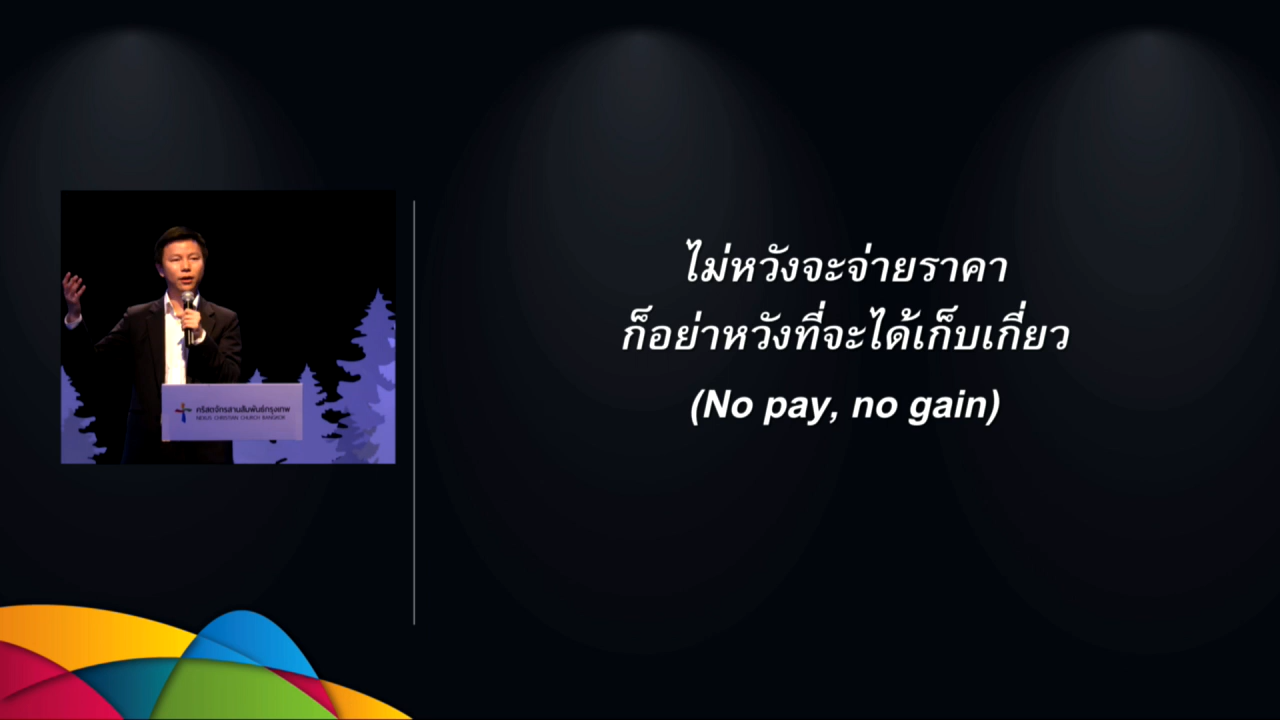 คริสตจักรสานสัมพันธ์กรุงเทพ
NEXUS CHRISTIAN CHURCH BANGKOK
ไม่หวังจะจ่ายราคา
ก็อย่าหวังที่จะได้เก็บเกี่ยว
(No pay, no gain)